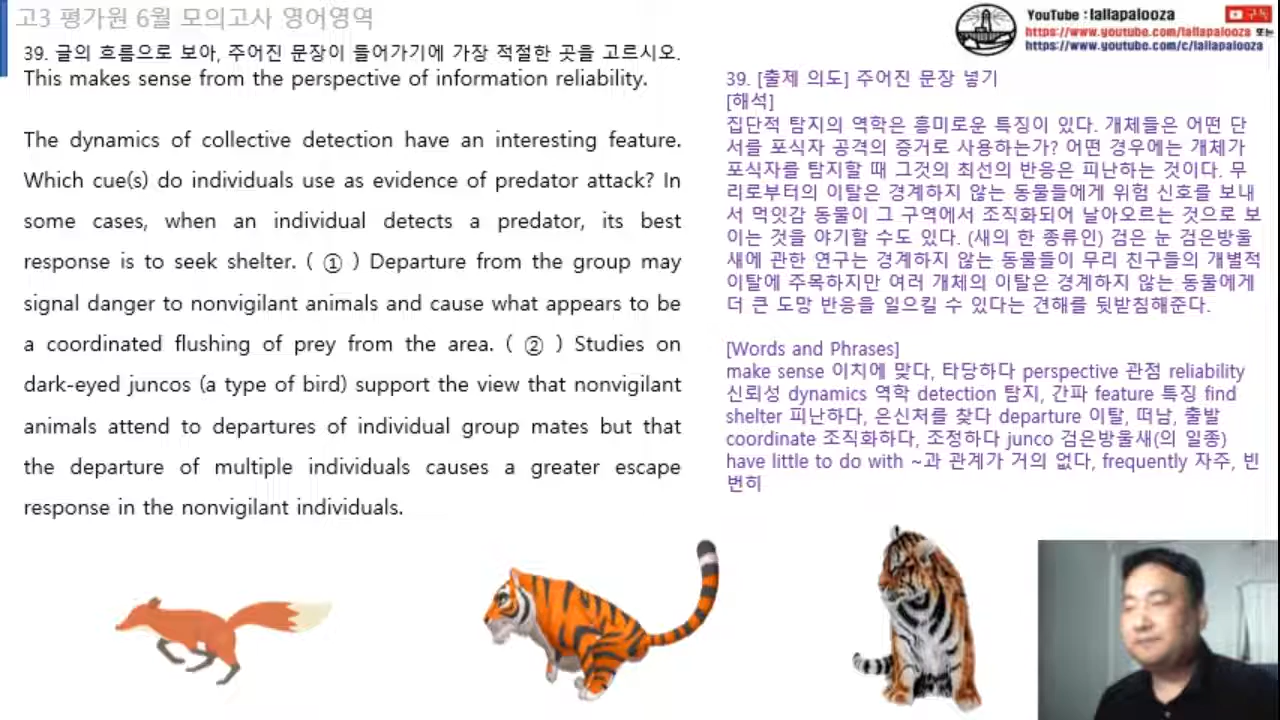 고3 평가원 6월 모의고사 영어영역
YouTube : lallapalooza
구독
https://www.youtube.com/lallapalooza 또는
https://www.youtube.com/c/lallapalooza
39. 글의 흐름으로 보아, 주어진 문장이 들어가기에 가장 적절한 곳을 고르시오.
This makes sense from the perspective of information reliability.
The dynamics of collective detection have an interesting feature.
Which cue(s) do individuals use as evidence of predator attack? In
some cases, when an individual detects a predator, its best
response is to seek shelter. ( ① ) Departure from the group may
signal danger to nonvigilant animals and cause what appears to be
a coordinated flushing of prey from the area. ( ② ) Studies on
dark-eyed juncos (a type of bird) support the view that nonvigilant
animals attend to departures of individual group mates but that
the departure of multiple individuals causes a greater escape
response in the nonvigilant individuals.
39. [출제 의도] 주어진 문장 넣기
[해석]
집단적 탐지의 역학은 흥미로운 특징이 있다. 개체들은 어떤 단
서를 포식자 공격의 증거로 사용하는가? 어떤 경우에는 개체가
포식자를 탐지할 때 그것의 최선의 반응은 피난하는 것이다. 무
리로부터의 이탈은 경계하지 않는 동물들에게 위험 신호를 보내
서 먹잇감 동물이 그 구역에서 조직화되어 날아오르는 것으로 보
이는 것을 야기할 수도 있다. (새의 한 종류인) 검은 눈 검은방울
새에 관한 연구는 경계하지 않는 동물들이 무리 친구들의 개별적
이탈에 주목하지만 여러 개체의 이탈은 경계하지 않는 동물에게
더 큰 도망 반응을 일으킬 수 있다는 견해를 뒷받침해준다.
[Words and Phrases]
make sense 이치에 맞다, 타당하다 perspective 관점 reliability
신뢰성 dynamics 역학 detection 탐지, 간파 feature 특징 find
shelter 피난하다, 은신처를 찾다 departure 이탈, 떠남, 출발
coordinate 조직화하다, 조정하다 junco 검은방울새(의 일종)
have little to do with ~과 관계가 거의 없다, frequently 자주, 빈
번히